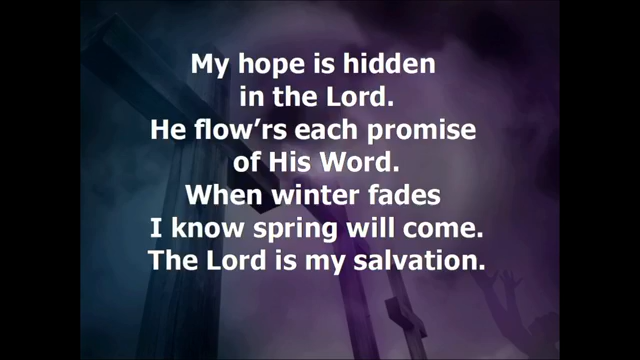 My hope is hidden
in the Lord.
He flow’rs each promise
of His Word.
When winter fades
I know spring will come.
The Lord is my salvation.